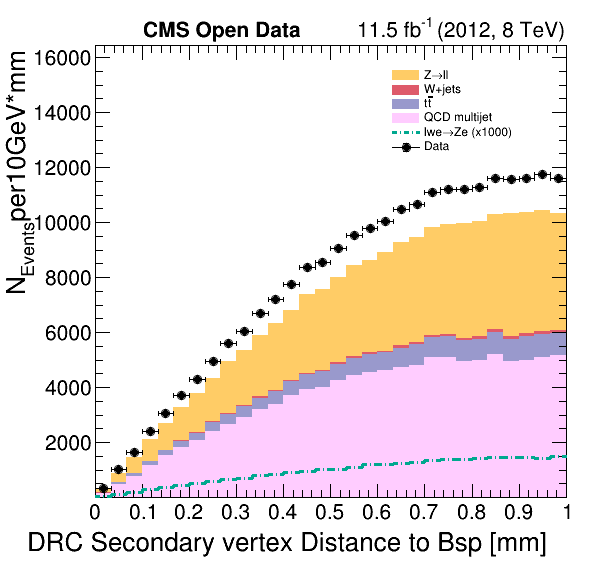 CMS Open Data
11.5 fb⁻¹ (2012, 8 TeV)
N_Events per10GeV*mm
16000
14000
12000
10000
8000
6000
4000
2000
Z→ll
W+jets
tt̄
QCD multijet
lwe→Ze (x1000)
Data
0 0.1 0.2 0.3 0.4 0.5 0.6 0.7 0.8 0.9 1
DRC Secondary vertex Distance to Bsp [mm]